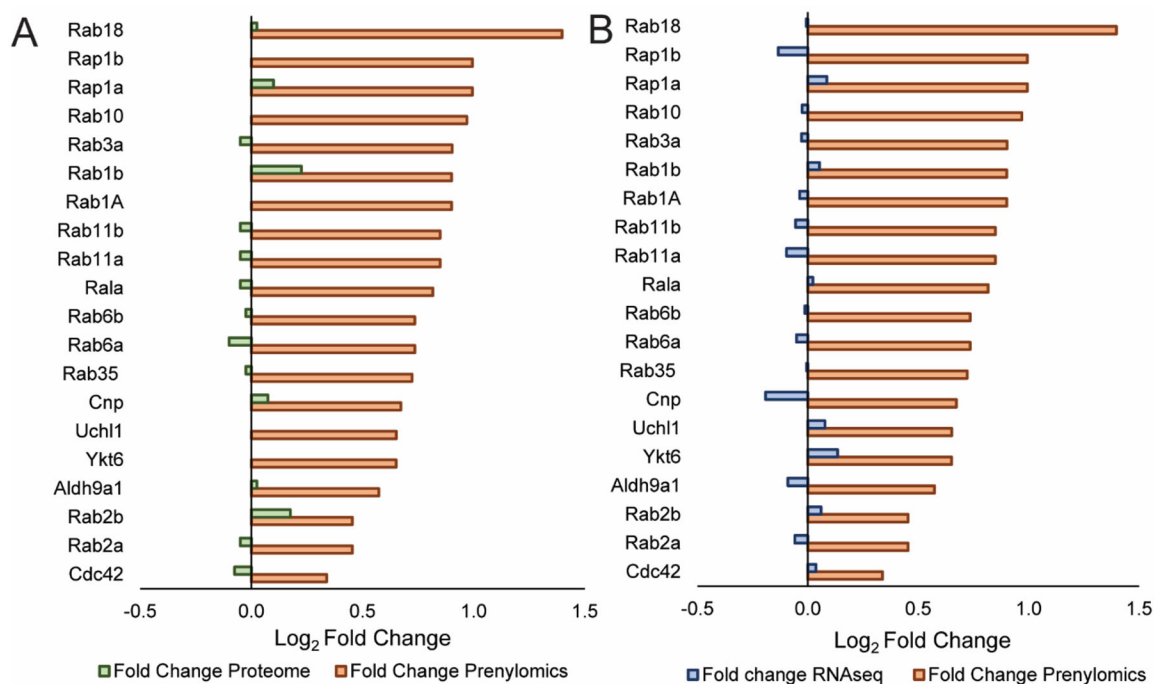 A
Rab18
Rap1b
Rap1a
Rab10
Rab3a
Rab1b
Rab1A
Rab11b
Rab11a
Rala
Rab6b
Rab6a
Rab35
Cnp
Uchl1
Ykt6
Aldh9a1
Rab2b
Rab2a
Cdc42
-0.5 0.0 0.5 1.0 1.5
Log2 Fold Change
Fold Change Proteome Fold Change Prenylomics
B
Rab18
Rap1b
Rap1a
Rab10
Rab3a
Rab1b
Rab1A
Rab11b
Rab11a
Rala
Rab6b
Rab6a
Rab35
Cnp
Uchl1
Ykt6
Aldh9a1
Rab2b
Rab2a
Cdc42
-0.5 0.0 0.5 1.0 1.5
Log2 Fold Change
Fold change RNAseq Fold Change Prenylomics